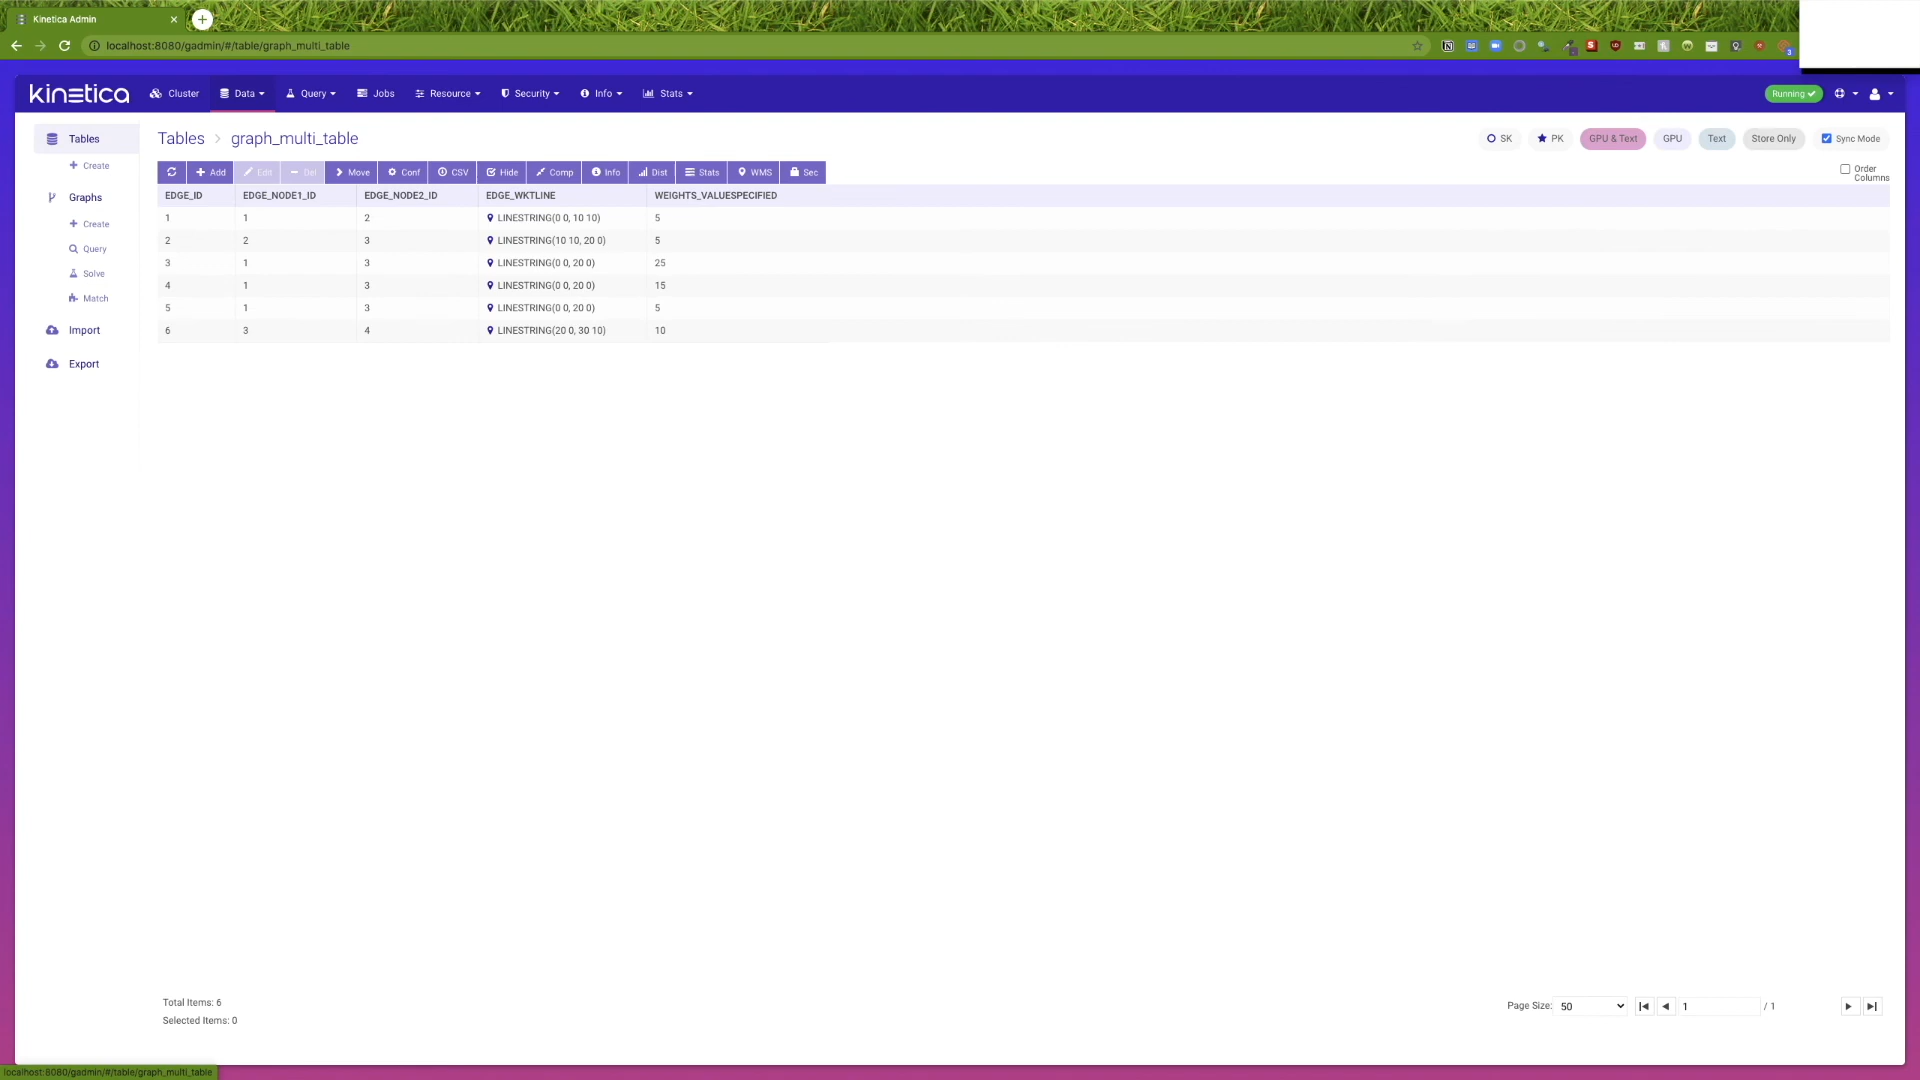 Kinetica Admin
localhost:8080/gadmin/#/table/graph_multi_table
kinetica Cluster Data Query Jobs Resource Security Info Stats Running
Tables
Create
Graphs
Create
Query
Solve
Match
Import
Export
Tables > graph_multi_table
SK PK GPU & Text GPU Text Store Only Sync Mode
Add Edit Del Move Conf CSV Hide Comp Info Dist Stats WMS Sec
Order
Columns
EDGE_ID EDGE_NODE1_ID EDGE_NODE2_ID EDGE_WKTLINE WEIGHTS_VALUESPECIFIED
1 1 2 LINESTRING(0 0, 10 10) 5
2 2 3 LINESTRING(10 10, 20 0) 5
3 1 3 LINESTRING(0 0, 20 0) 25
4 1 3 LINESTRING(0 0, 20 0) 15
5 1 3 LINESTRING(0 0, 20 0) 5
6 3 4 LINESTRING(20 0, 30 10) 10
Total Items: 6
Selected Items: 0
Page Size: 50 1 / 1
localhost:8080/gadmin/#/table/graph_multi_table